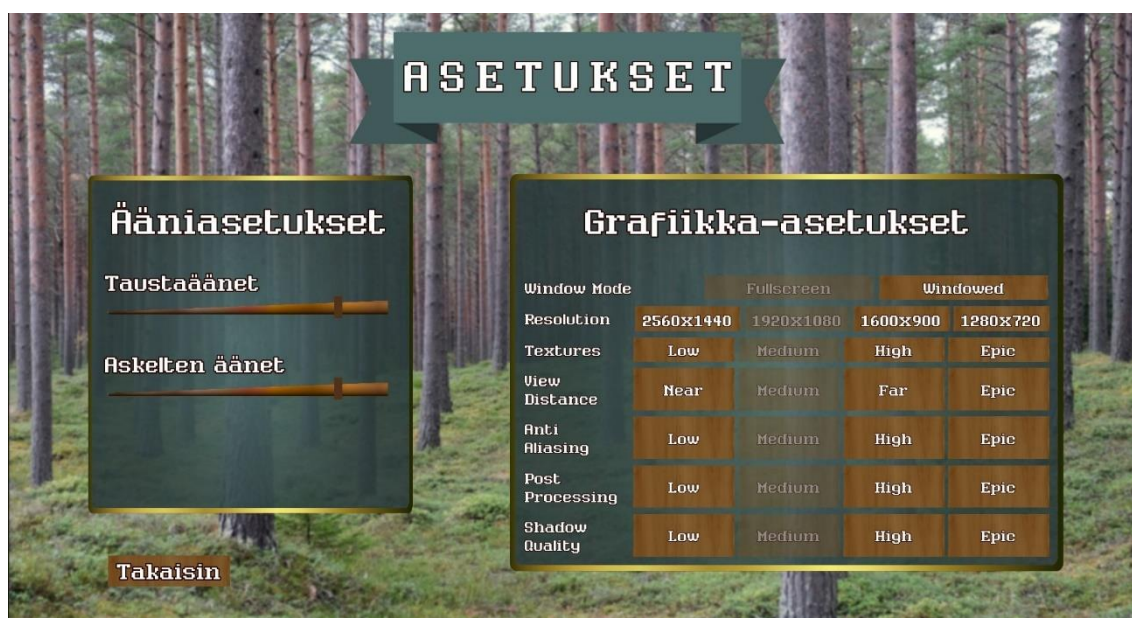 ASETUKSET
Ääniasetukset
Taustaäänet
Askelten äänet
Grafiikka-asetukset
Window Mode Fullscreen Windowed
Resolution 2560x1440 1920x1080 1600x900 1280x720
Textures Low Medium High Epic
View
Distance Near Medium Far Epic
Anti
Aliasing Low Medium High Epic
Post
Processing Low Medium High Epic
Shadow
Quality Low Medium High Epic
Takaisin